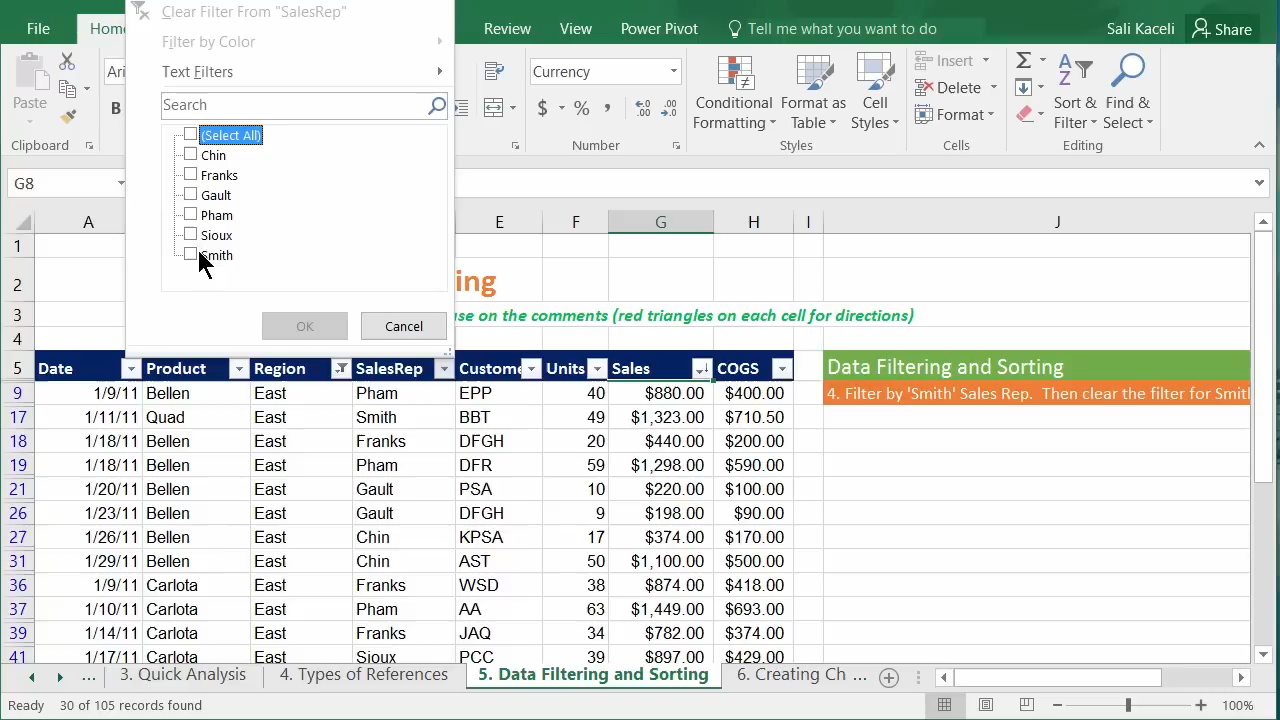 File Home Review View Power Pivot Tell me what you want to do Sali Kaceli Share
Clear Filter From "SalesRep"
Filter by Color
Text Filters
Search
(Select All)
Chin
Franks
Gault
Pham
Sioux
Smith
OK Cancel
Paste
Clipboard
Ari
B
Currency
$ % ,
Number
Conditional Formatting
Format as Table
Cell Styles
Styles
Insert
Delete
Format
Cells
Sort & Filter
Find & Select
Editing
G8
A E F G H I J
1
2 ing
3 use on the comments (red triangles on each cell for directions)
4
5 Date Product Region SalesRep Custome Units Sales COGS Data Filtering and Sorting
9 1/9/11 Bellen East Pham EPP 40 $880.00 $400.00 4. Filter by 'Smith' Sales Rep. Then clear the filter for Smith
17 1/11/11 Quad East Smith BBT 49 $1,323.00 $710.50
18 1/18/11 Bellen East Franks DFGH 20 $440.00 $200.00
19 1/18/11 Bellen East Pham DFR 59 $1,298.00 $590.00
21 1/20/11 Bellen East Gault PSA 10 $220.00 $100.00
26 1/23/11 Bellen East Gault DFGH 9 $198.00 $90.00
27 1/26/11 Bellen East Chin KPSA 17 $374.00 $170.00
31 1/29/11 Bellen East Chin AST 50 $1,100.00 $500.00
36 1/9/11 Carlota East Franks WSD 38 $874.00 $418.00
37 1/10/11 Carlota East Pham AA 63 $1,449.00 $693.00
39 1/14/11 Carlota East Franks JAQ 34 $782.00 $374.00
41 1/17/11 Carlota East Sioux PCC 39 $897.00 $429.00
... 3. Quick Analysis 4. Types of References 5. Data Filtering and Sorting 6. Creating Ch ...
Ready 30 of 105 records found 100%